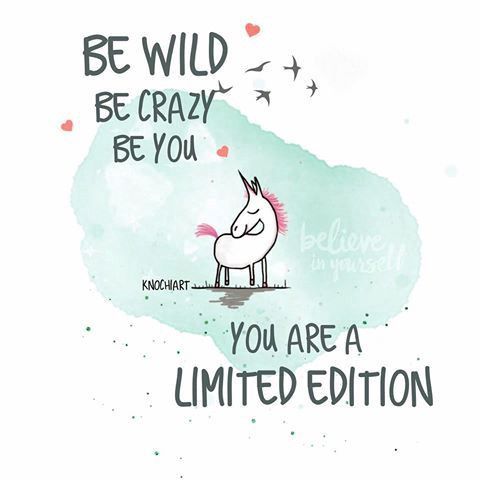 BE WILD
BE CRAZY
BE YOU
believe
in yourself
KNOCHIART
YOU ARE A
LIMITED EDITION